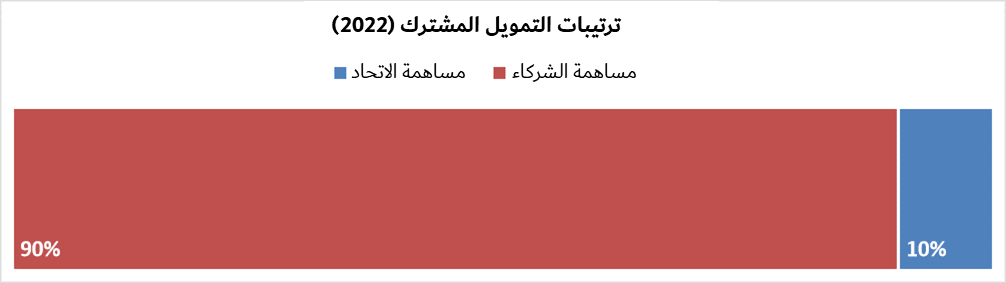 ترتيبات التمويل المشترك (2022)
مساهمة الشركاء مساهمة الاتحاد
90% 10%